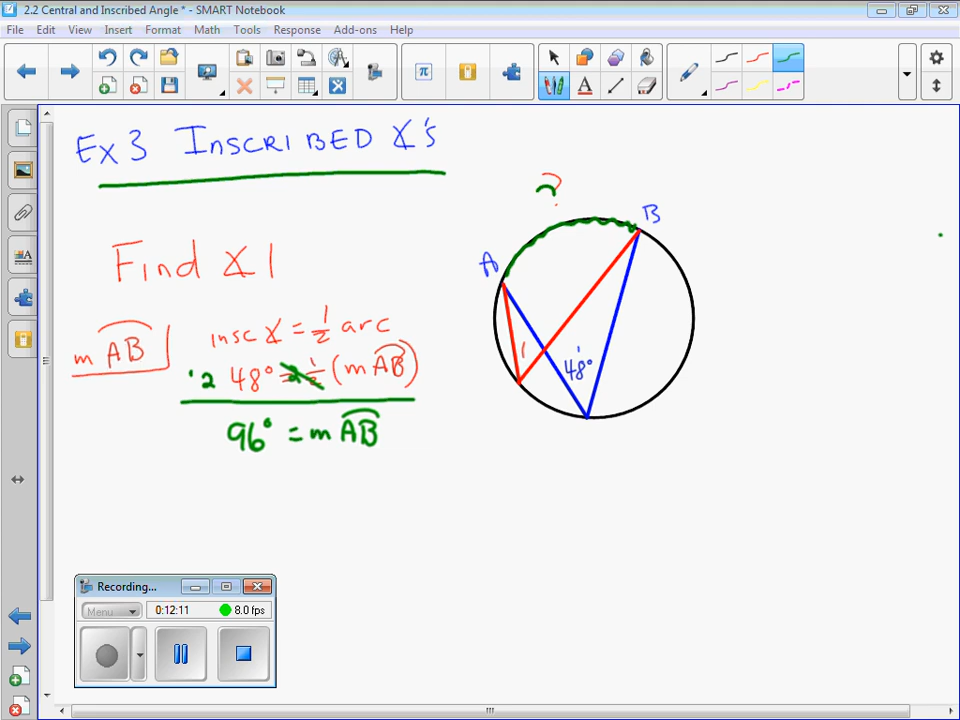 2.2 Central and Inscribed Angle * - SMART Notebook
File Edit View Insert Format Math Tools Response Add-ons Help
Ex 3 INSCRIBED ∡'s
?
B
A
Find ∡1
m AB
insc ∡ = 1/2 arc
·2 48° = 2·1/2 (mAB)
96° = m AB
1
48°
Recording...
Menu 0:12:11 8.0 fps